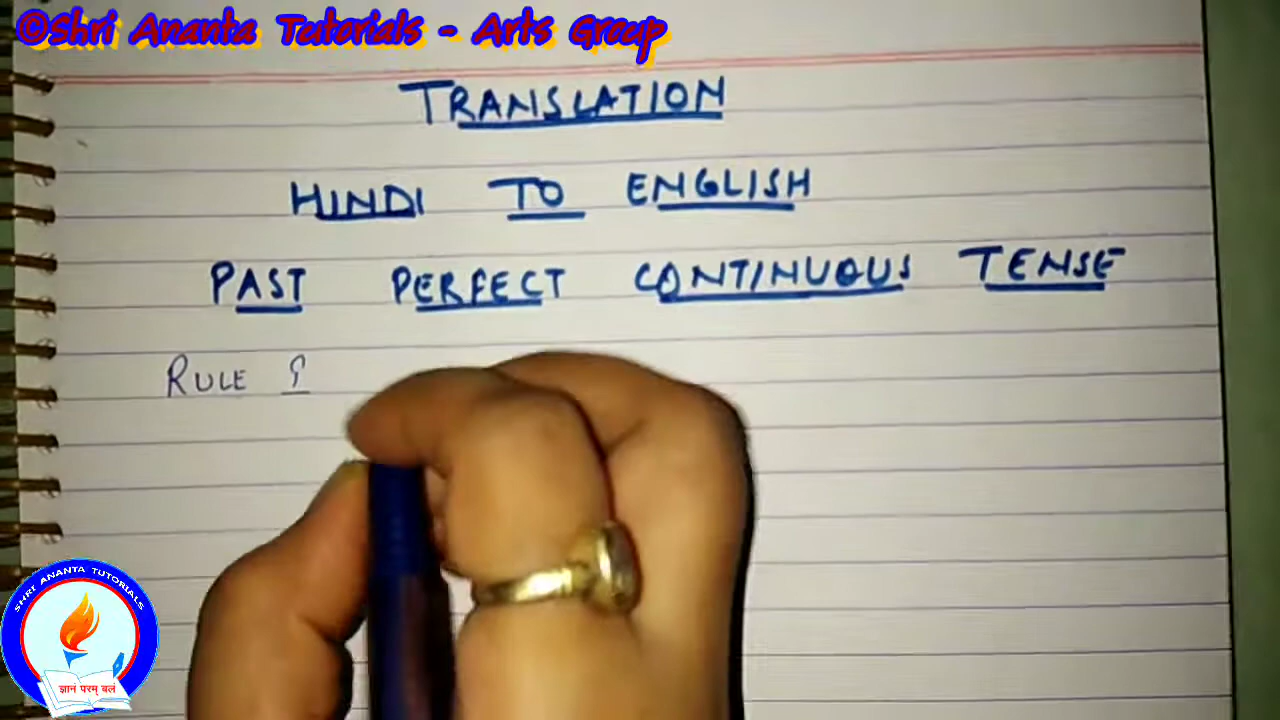 ©Shri Ananta Tutorials - Arts Group
TRANSLATION
HINDI TO ENGLISH
PAST PERFECT CONTINUOUS TENSE
RULE १
SHRI ANANTA TUTORIALS
ज्ञानं परमं बलं